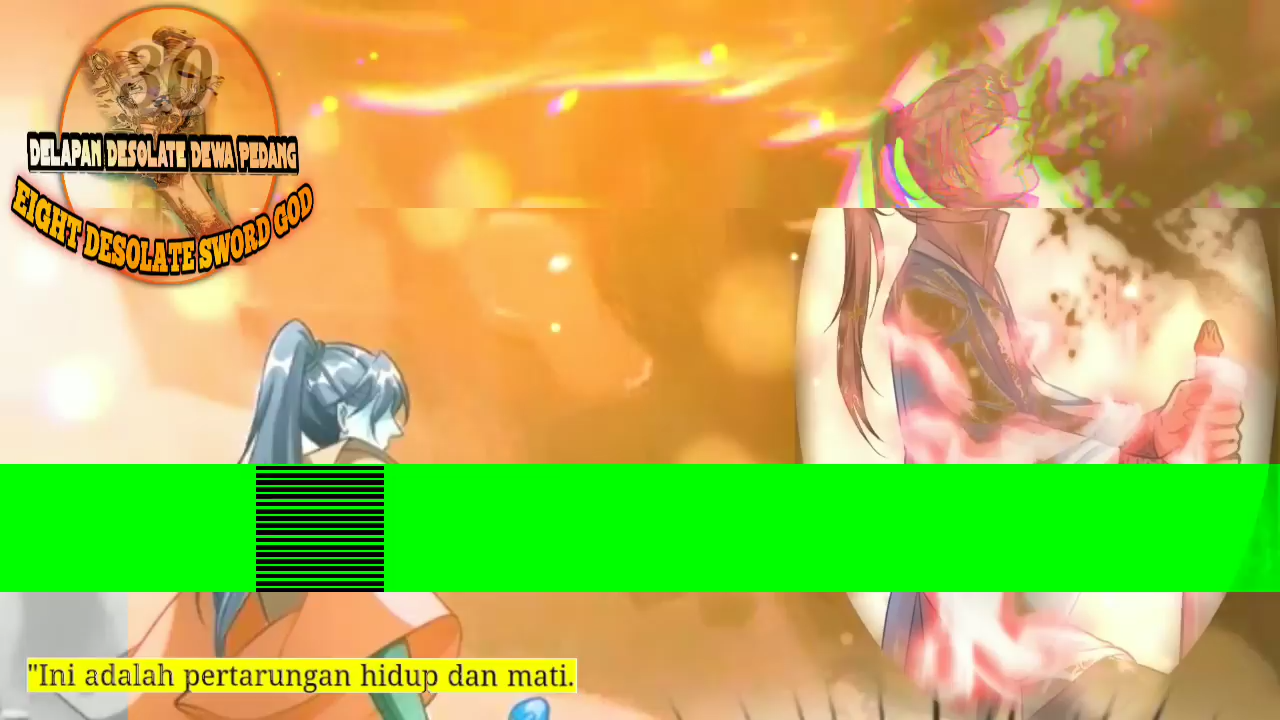 30
DELAPAN DESOLATE DEWA PEDANG
EIGHT DESOLATE SWORD GOD
"Ini adalah pertarungan hidup dan mati.